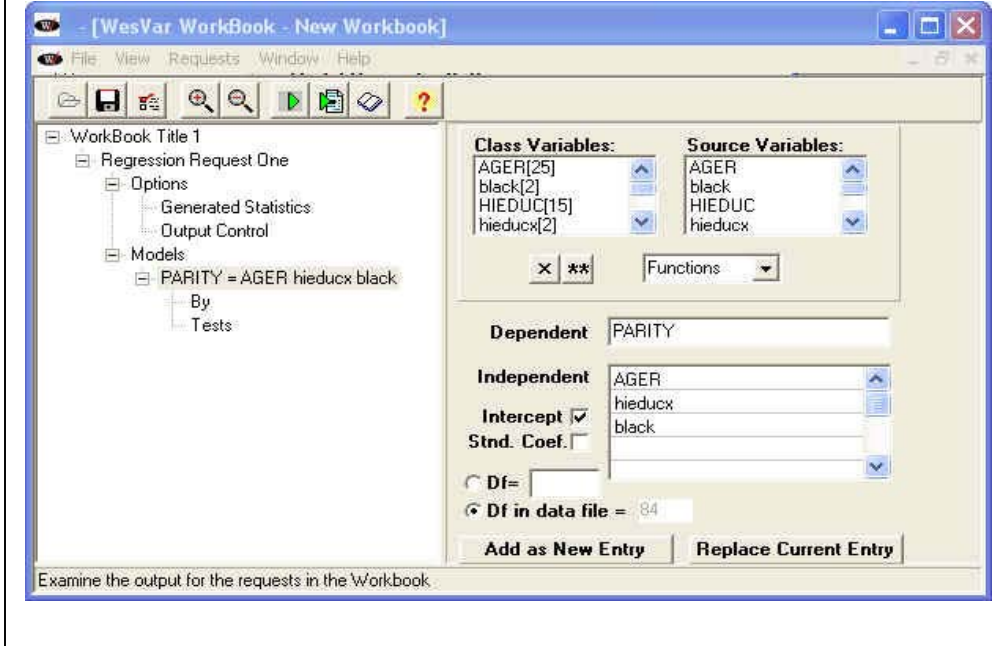 - [WesVar WorkBook - New Workbook]
File View Requests Window Help
WorkBook Title 1
Regression Request One
Options
Generated Statistics
Output Control
Models
PARITY = AGER hieducx black
By
Tests
Class Variables:
AGER[25]
black[2]
HIEDUC[15]
hieducx[2]
Source Variables:
AGER
black
HIEDUC
hieducx
× **
Functions
Dependent PARITY
Independent AGER
hieducx
black
Intercept
Stnd. Coef.
Df=
Df in data file = 84
Add as New Entry Replace Current Entry
Examine the output for the requests in the Workbook